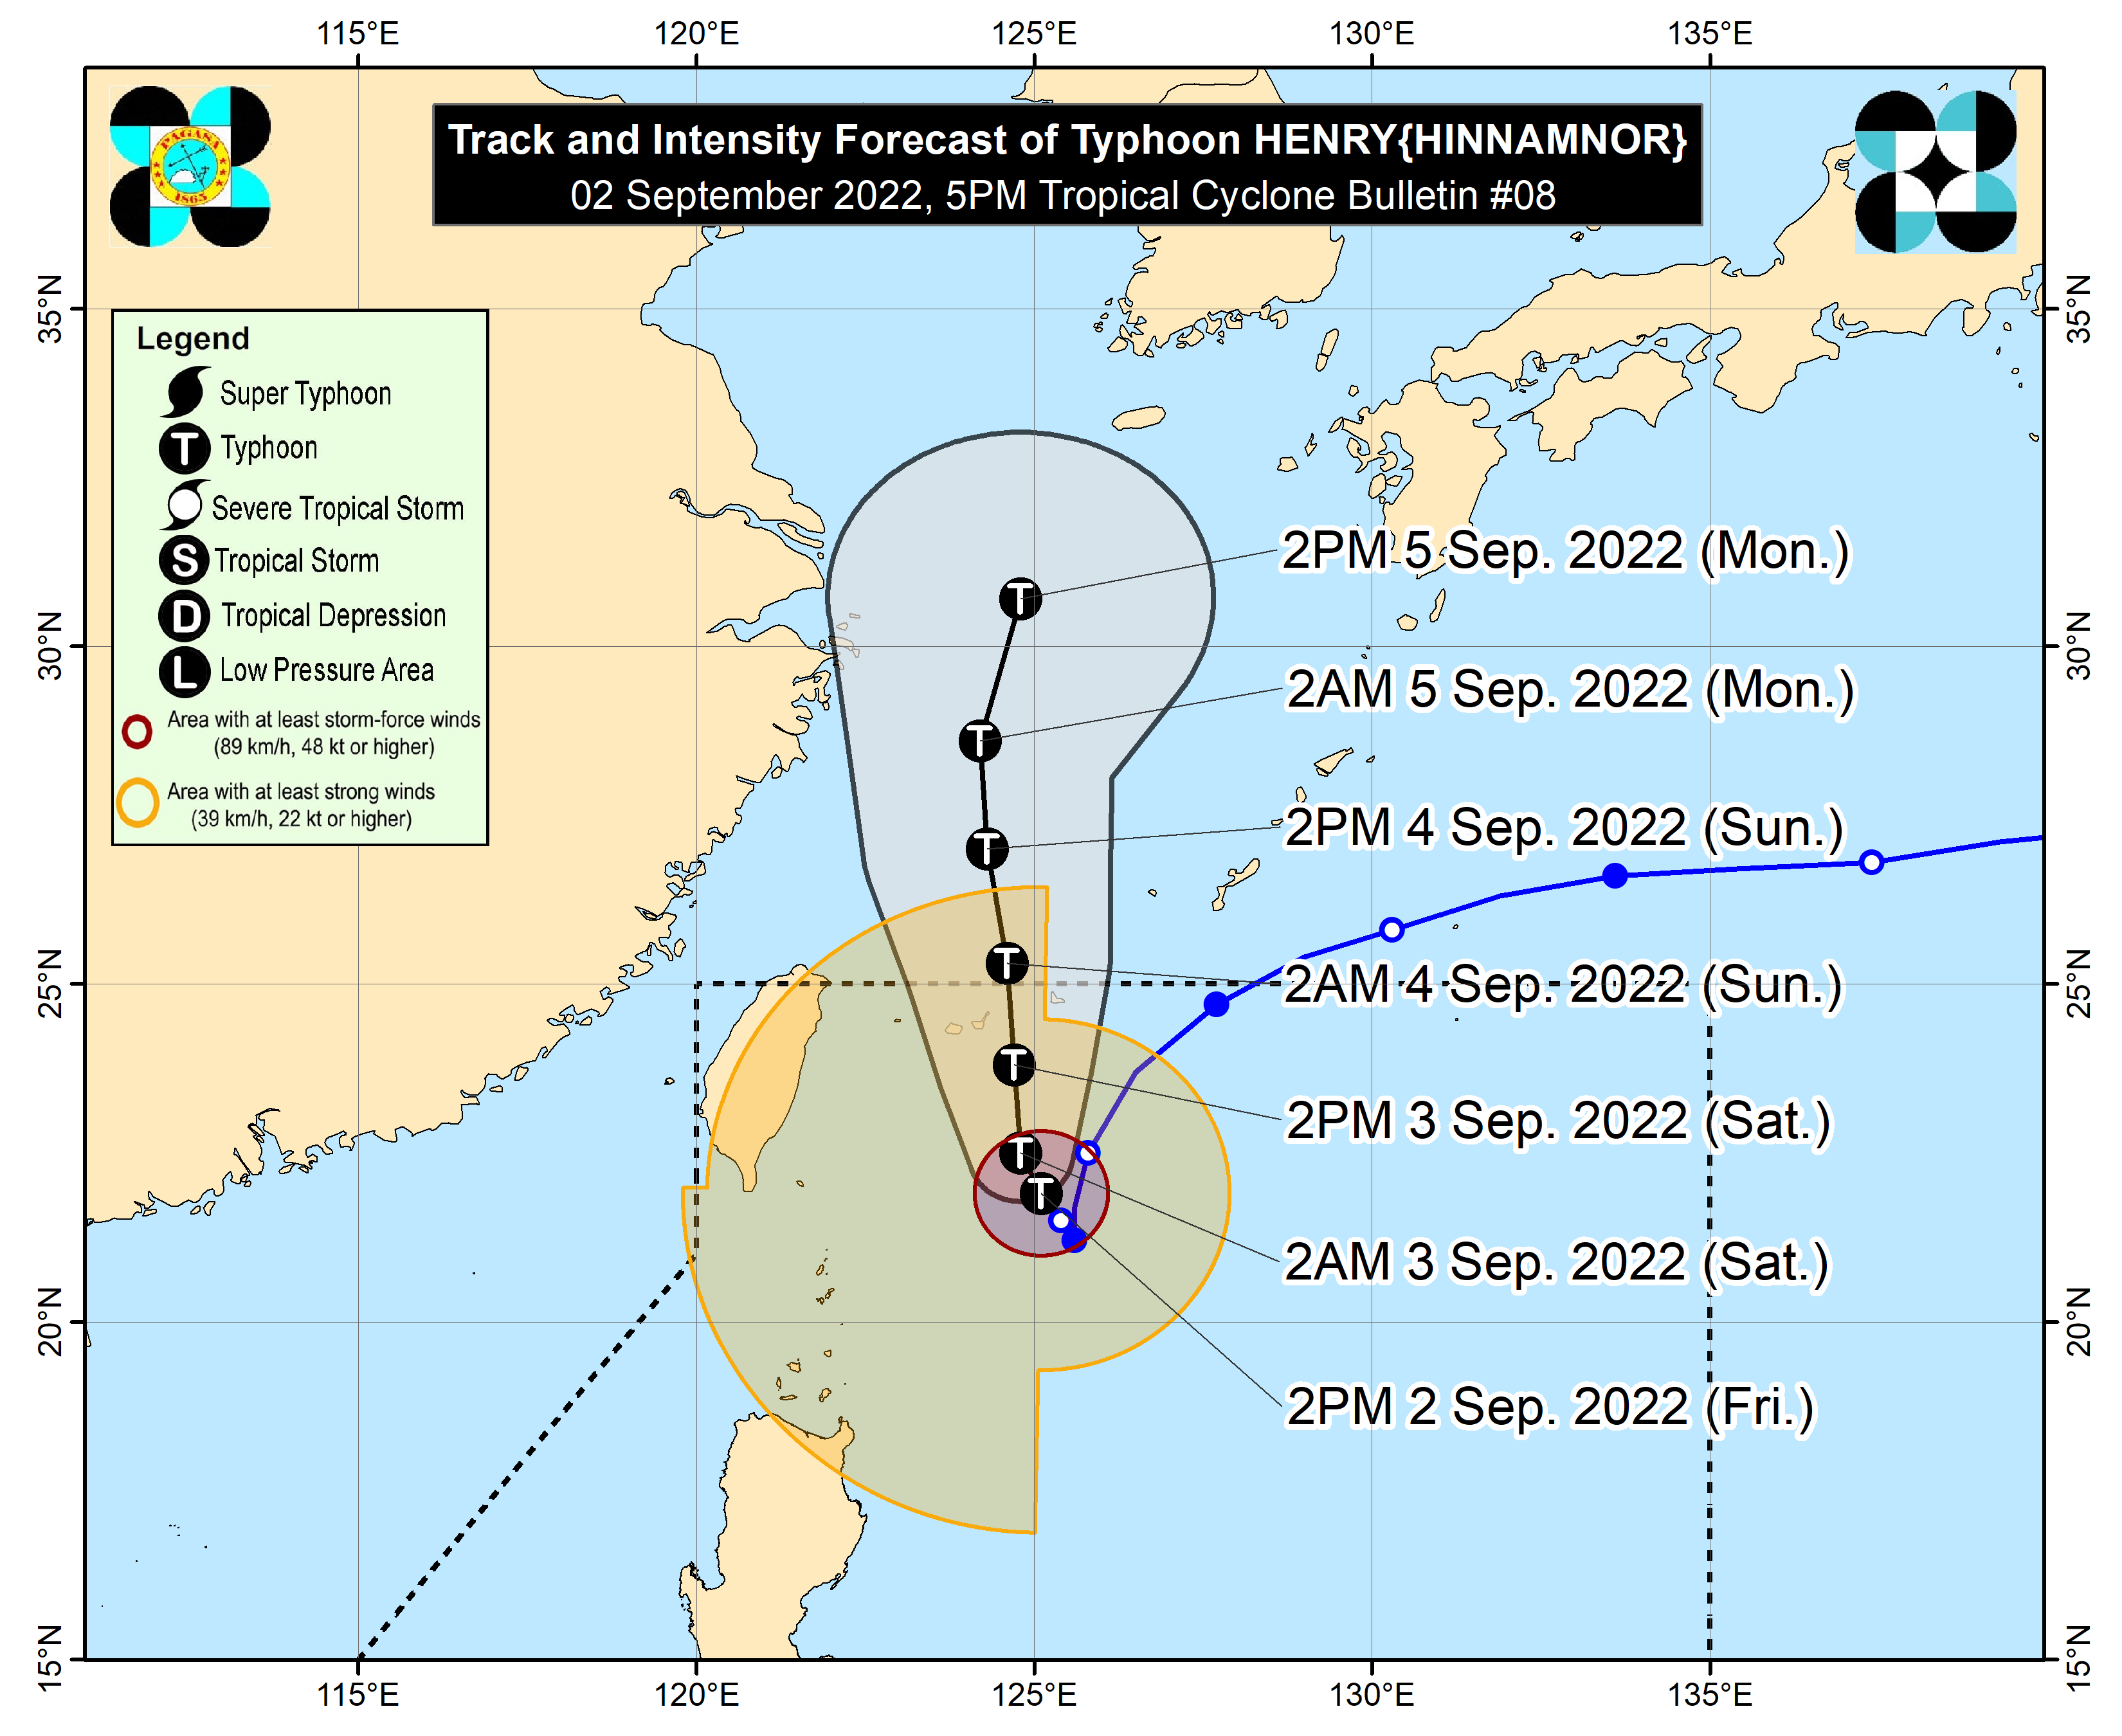 115°E 120°E 125°E 130°E 135°E
Track and Intensity Forecast of Typhoon HENRY{HINNAMNOR}
02 September 2022, 5PM Tropical Cyclone Bulletin #08
PAGASA
1865
35°N
35°N
Legend
Super Typhoon
T Typhoon
Severe Tropical Storm
S Tropical Storm
D Tropical Depression
L Low Pressure Area
Area with at least storm-force winds
(89 km/h, 48 kt or higher)
Area with at least strong winds
(39 km/h, 22 kt or higher)
2PM 5 Sep. 2022 (Mon.)
T
30°N
30°N
2AM 5 Sep. 2022 (Mon.)
T
2PM 4 Sep. 2022 (Sun.)
T
25°N
T
2AM 4 Sep. 2022 (Sun.)
25°N
T
2PM 3 Sep. 2022 (Sat.)
T
T
2AM 3 Sep. 2022 (Sat.)
20°N
20°N
2PM 2 Sep. 2022 (Fri.)
15°N
15°N
115°E 120°E 125°E 130°E 135°E